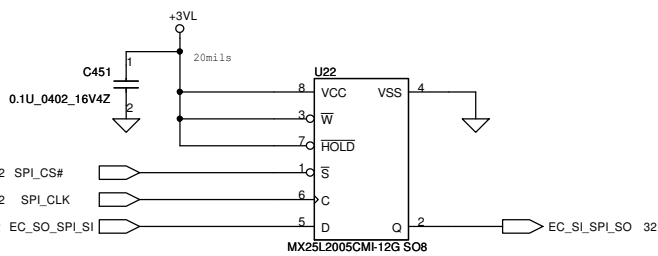 +3VL
20mils
C451
1
2
0.1U_0402_16V4Z
U22
8 VCC VSS 4
3 W
7 HOLD
2 SPI_CS# 1 S
2 SPI_CLK 6 C
EC_SO_SPI_SI 5 D Q 2 EC_SI_SPI_SO 32
MX25L2005CMI-12G SO8